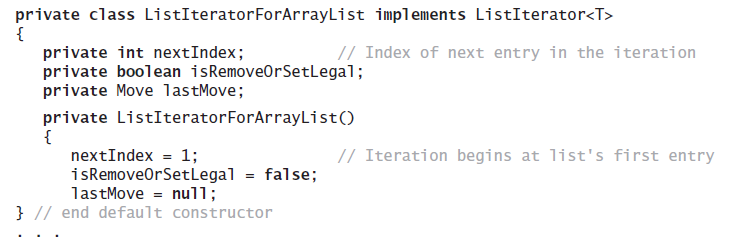 private class ListIteratorForArrayList implements ListIterator<T>
{
private int nextIndex; // Index of next entry in the iteration
private boolean isRemoveOrSetLegal;
private Move lastMove;
private ListIteratorForArrayList()
{
nextIndex = 1; // Iteration begins at list's first entry
isRemoveOrSetLegal = false;
lastMove = null;
} // end default constructor
. . .